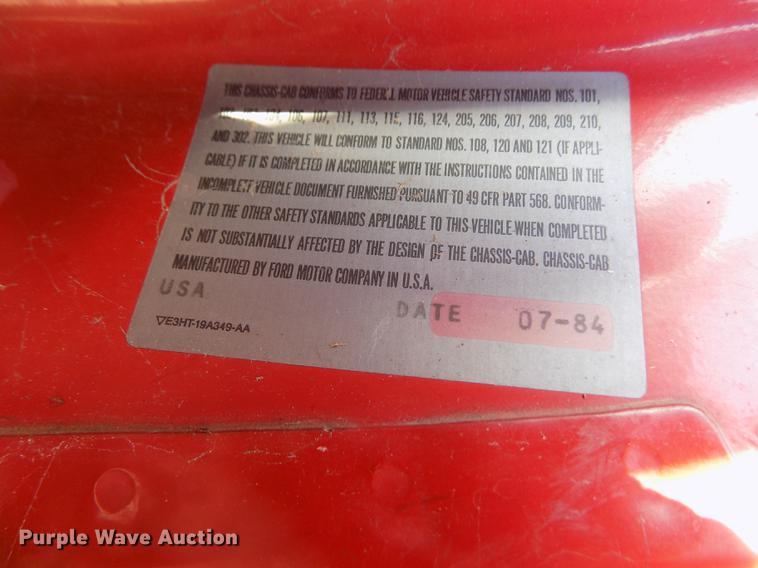 THIS CHASSIS-CAB CONFORMS TO FEDERAL MOTOR VEHICLE SAFETY STANDARD NOS. 101,
102, 103, 104, 106, 107, 111, 113, 115, 116, 124, 205, 206, 207, 208, 209, 210,
AND 302. THIS VEHICLE WILL CONFORM TO STANDARD NOS. 108, 120 AND 121 (IF APPLI-
CABLE) IF IT IS COMPLETED IN ACCORDANCE WITH THE INSTRUCTIONS CONTAINED IN THE
INCOMPLETE VEHICLE DOCUMENT FURNISHED PURSUANT TO 49 CFR PART 568. CONFORM-
ITY TO THE OTHER SAFETY STANDARDS APPLICABLE TO THIS VEHICLE WHEN COMPLETED
IS NOT SUBSTANTIALLY AFFECTED BY THE DESIGN OF THE CHASSIS-CAB. CHASSIS-CAB
MANUFACTURED BY FORD MOTOR COMPANY IN U.S.A.
USA
DATE 07-84
▽E3HT-19A349-AA
Purple Wave Auction